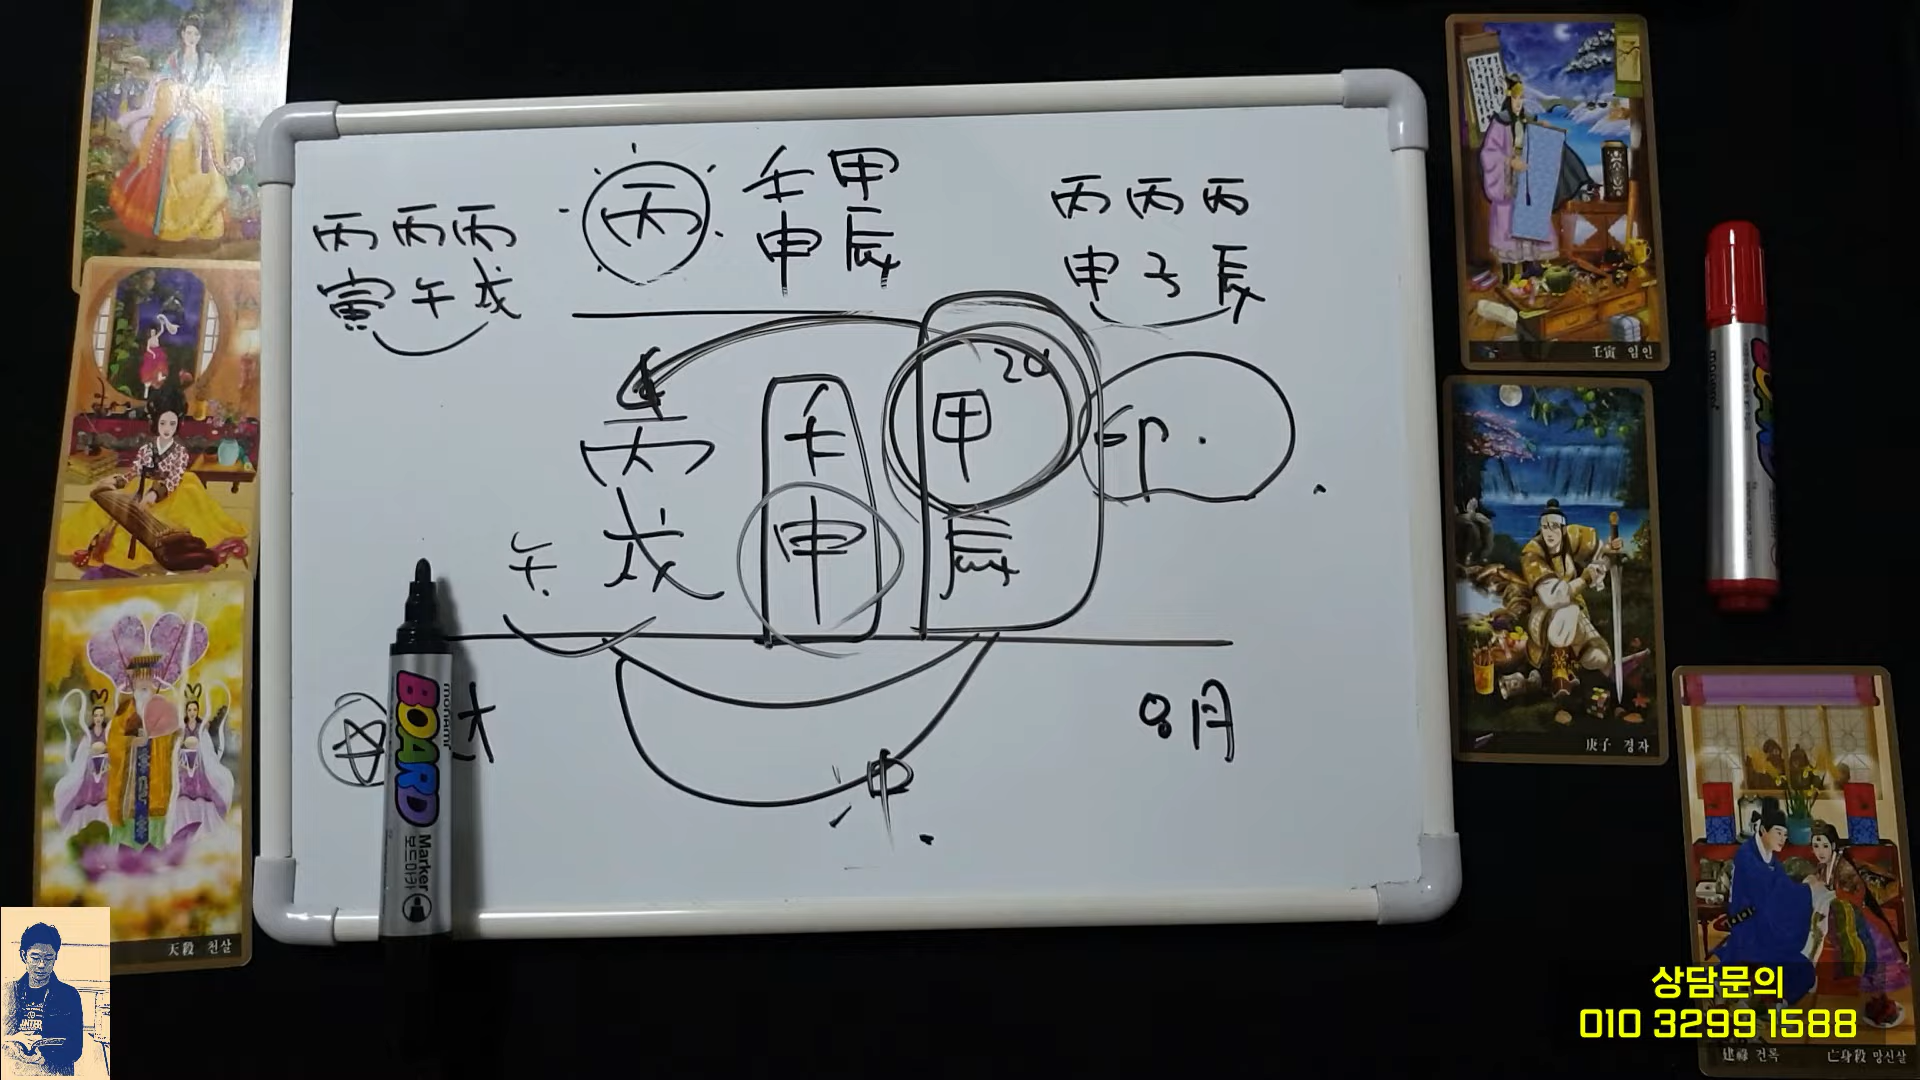 丙 壬 甲
申 辰
丙 丙 丙
寅 午 戌
丙 丙 丙
申 子 辰
丙 壬 甲
午 戌 申 辰
8月
沖
monami
BOARD
Marker
보드마카
BOARD
壬寅 임인
庚子 경자
天殺 천살
建祿 건록 亡身殺 망신살
상담문의
010 3299 1588